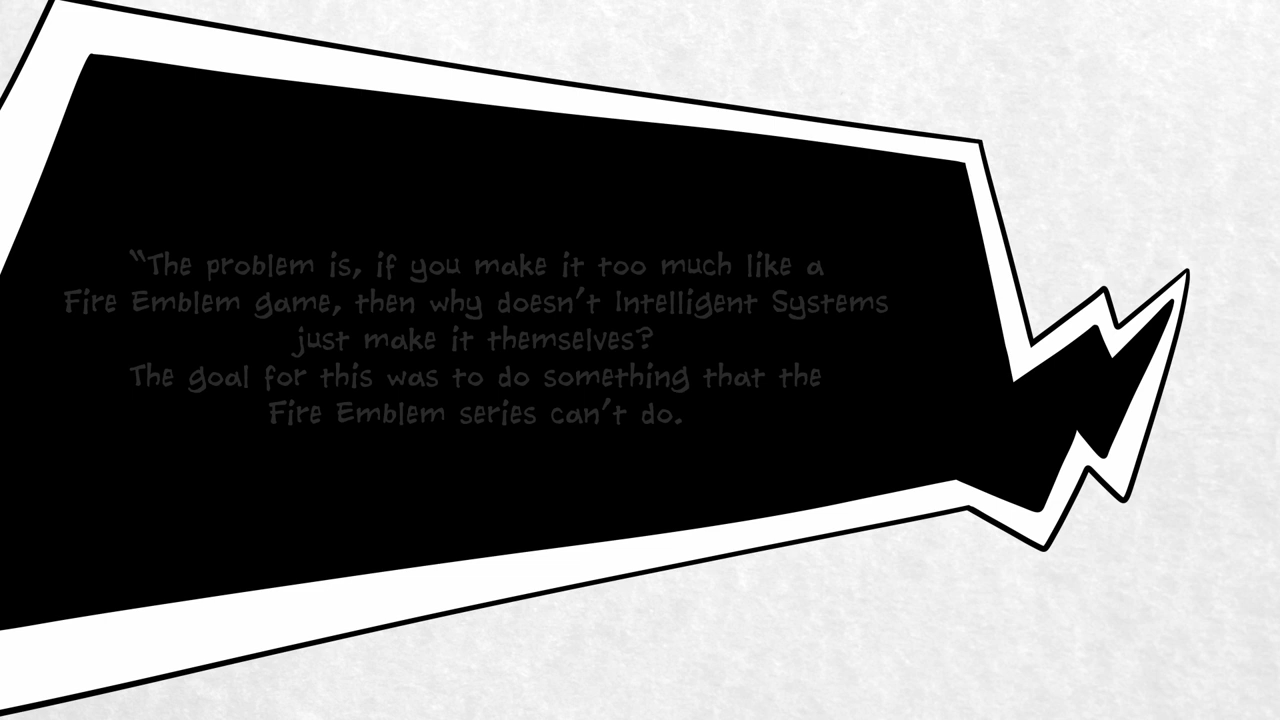 “The problem is, if you make it too much like a
Fire Emblem game, then why doesn't Intelligent Systems
just make it themselves?
The goal for this was to do something that the
Fire Emblem series can't do.